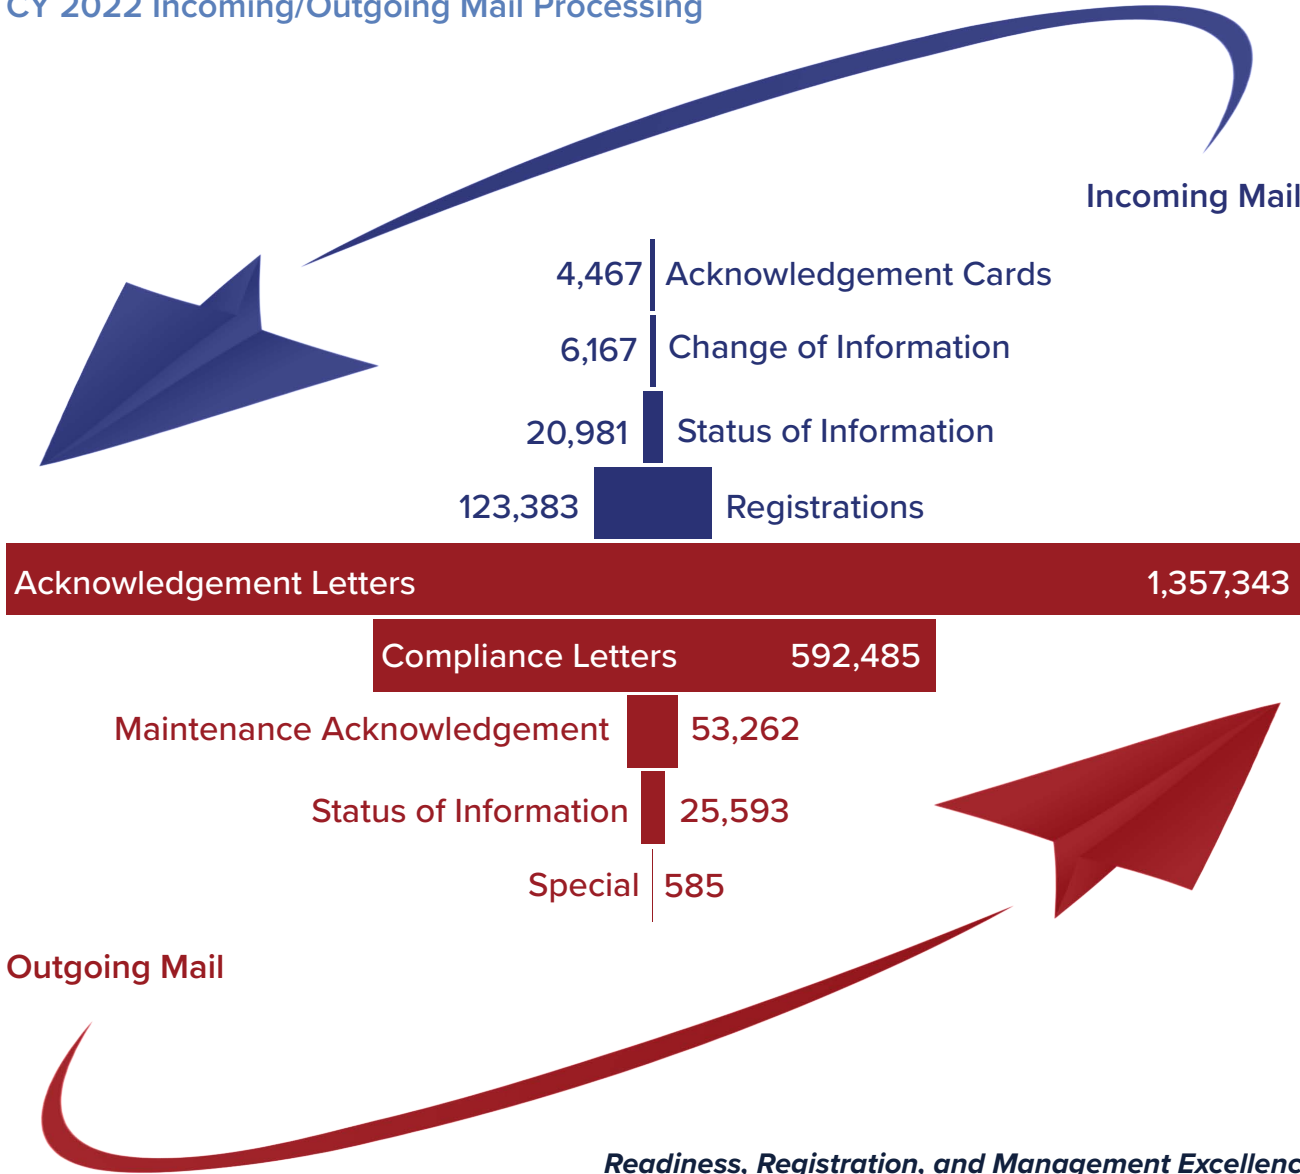 CY 2022 Incoming/Outgoing Mail Processing
Incoming Mail
4,467 Acknowledgement Cards
6,167 Change of Information
20,981 Status of Information
123,383 Registrations
Acknowledgement Letters 1,357,343
Compliance Letters 592,485
Maintenance Acknowledgement 53,262
Status of Information 25,593
Special 585
Outgoing Mail
Readiness, Registration, and Management Excellenc